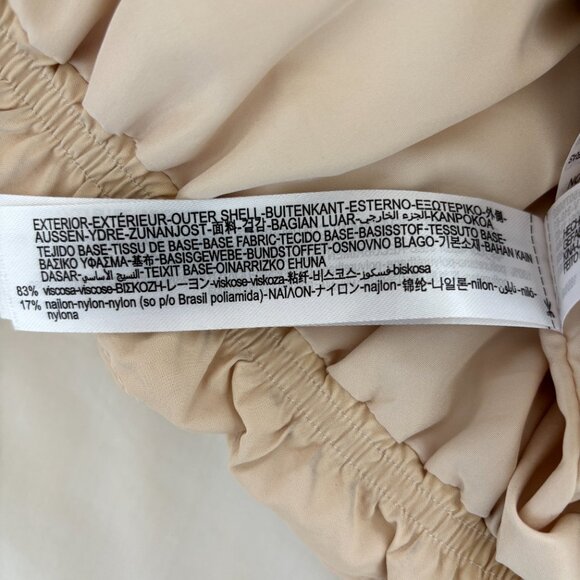 EXTERIOR-EXTÉRIEUR-OUTER SHELL-BUITENKANT-ESTERNO-ΕΞΩΤΕΡΙΚΟ-外側-
AUSSEN-YDRE-ZUNANJOST-面料-겉감-BAGIAN LUAR-الجزء الخارجي-KANPOKOA
TEJIDO BASE-TISSU DE BASE-BASE FABRIC-TECIDO BASE-BASISSTOF-TESSUTO BASE-
ΒΑΣΙΚΟ ΥΦΑΣΜΑ-基布-BASISGEWEBE-BUNDSTOFFET-OSNOVNO BLAGO-기본소재-BAHAN KAIN
DASAR-النسيج الأساسي-TEIXIT BASE-OINARRIZKO EHUNA
83% viscosa-viscose-ΒΙΣΚΟΖΗ-レーヨン-viskose-viskoza-粘纤-비스코스-فسكوز-biskosa
17% nailon-nylon-nylon (so p/o Brasil poliamida)-ΝΑΪΛΟΝ-ナイロン-najlon-锦纶-나일론-nilon-نايلون-niló-
nylona